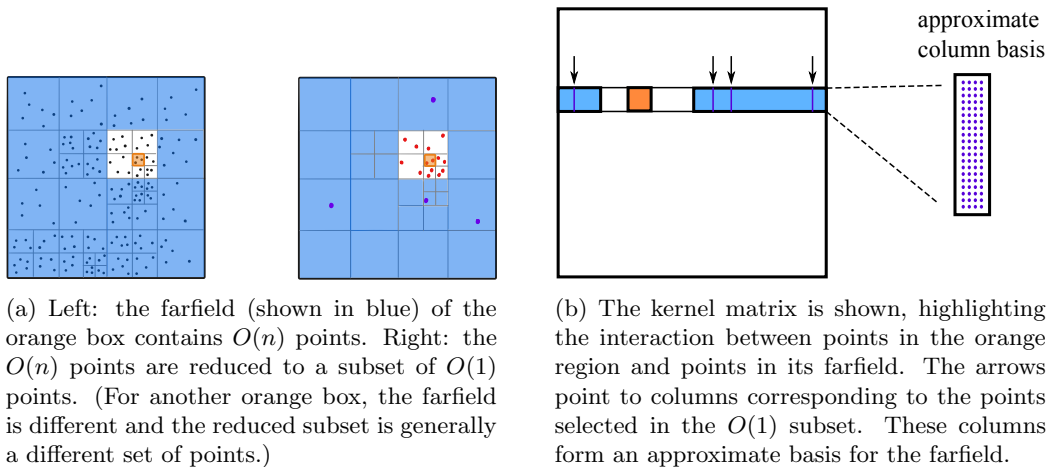 approximate
column basis
(a) Left: the farfield (shown in blue) of the
orange box contains O(n) points. Right: the
O(n) points are reduced to a subset of O(1)
points. (For another orange box, the farfield
is different and the reduced subset is generally
a different set of points.)
(b) The kernel matrix is shown, highlighting
the interaction between points in the orange
region and points in its farfield. The arrows
point to columns corresponding to the points
selected in the O(1) subset. These columns
form an approximate basis for the farfield.